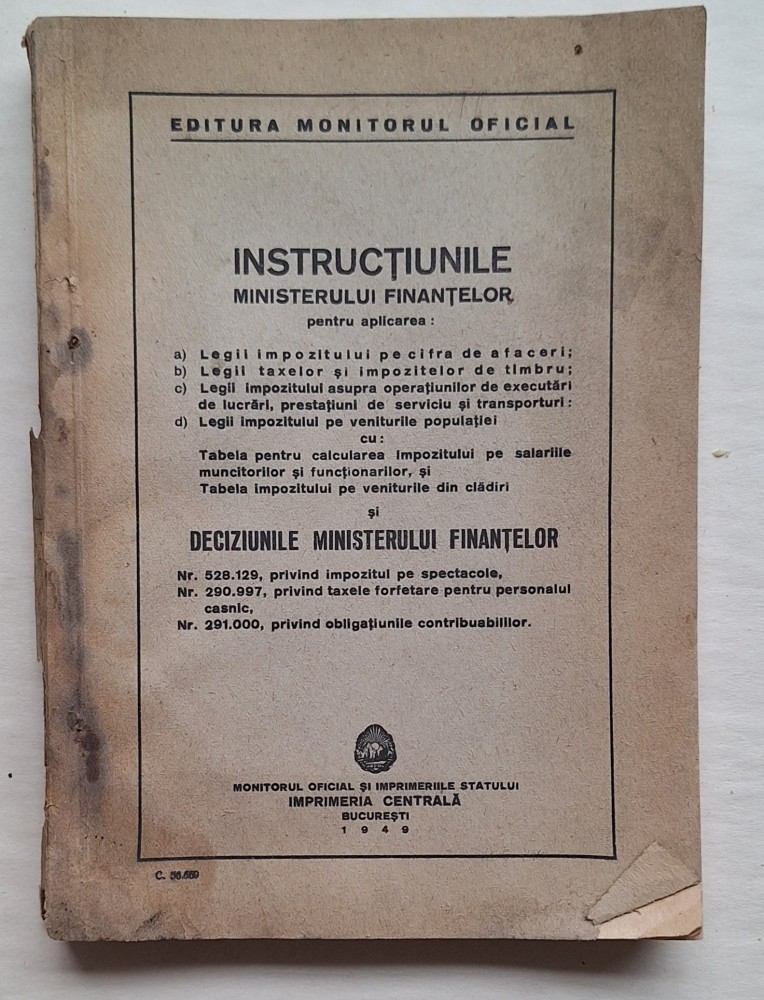 EDITURA MONITORUL OFICIAL
INSTRUCȚIUNILE
MINISTERULUI FINANȚELOR
pentru aplicarea :
a) Legii impozitului pe cifra de afaceri;
b) Legii taxelor și impozitelor de timbru;
c) Legii impozitului asupra operațiunilor de executări
de lucrări, prestațiuni de serviciu și transporturi :
d) Legii impozitului pe veniturile populației
cu :
Tabela pentru calcularea impozitului pe salariile
muncitorilor și funcționarilor, și
Tabela impozitului pe veniturile din clădiri
și
DECIZIUNILE MINISTERULUI FINANȚELOR
Nr. 528.129, privind impozitul pe spectacole,
Nr. 290.997, privind taxele forfetare pentru personalul
casnic,
Nr. 291.000, privind obligațiunile contribuabililor.
MONITORUL OFICIAL ȘI IMPRIMERIILE STATULUI
IMPRIMERIA CENTRALĂ
BUCUREȘTI
1949
C.